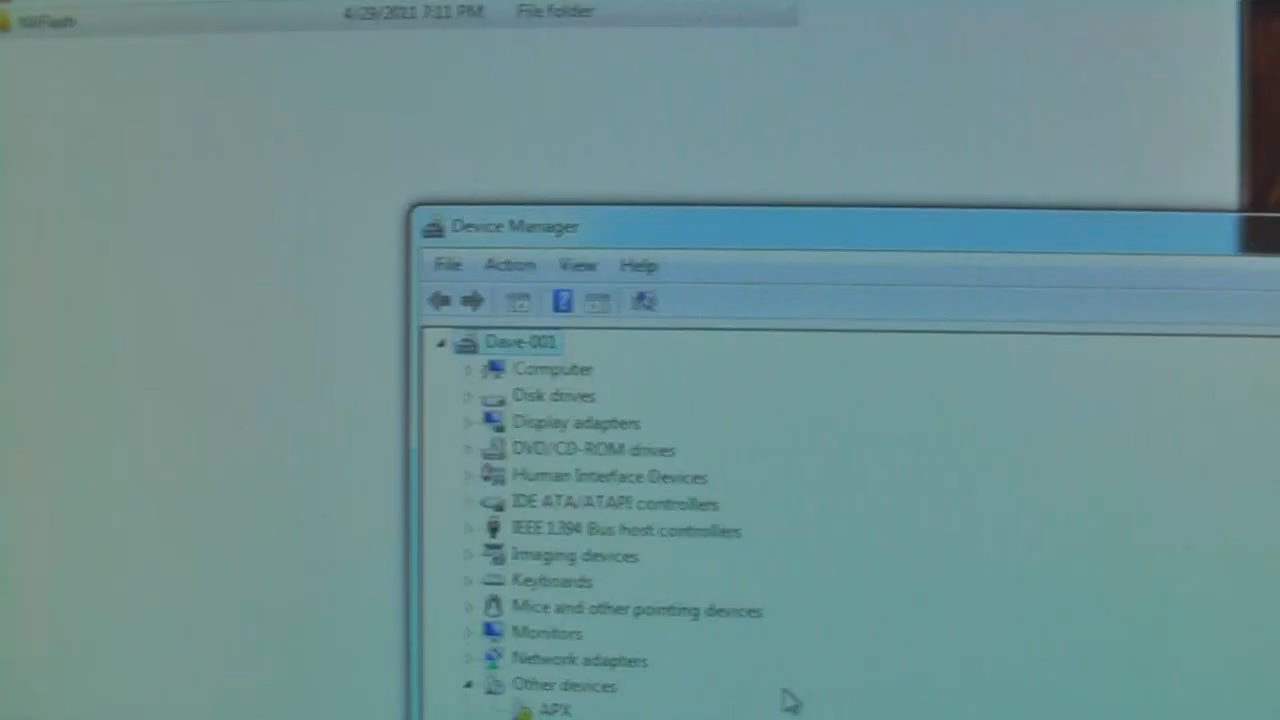 NVFlash 4/29/2011 7:11 PM File folder
Device Manager
File Action View Help
Dave-001
Computer
Disk drives
Display adapters
DVD/CD-ROM drives
Human Interface Devices
IDE ATA/ATAPI controllers
IEEE 1394 Bus host controllers
Imaging devices
Keyboards
Mice and other pointing devices
Monitors
Network adapters
Other devices
APX